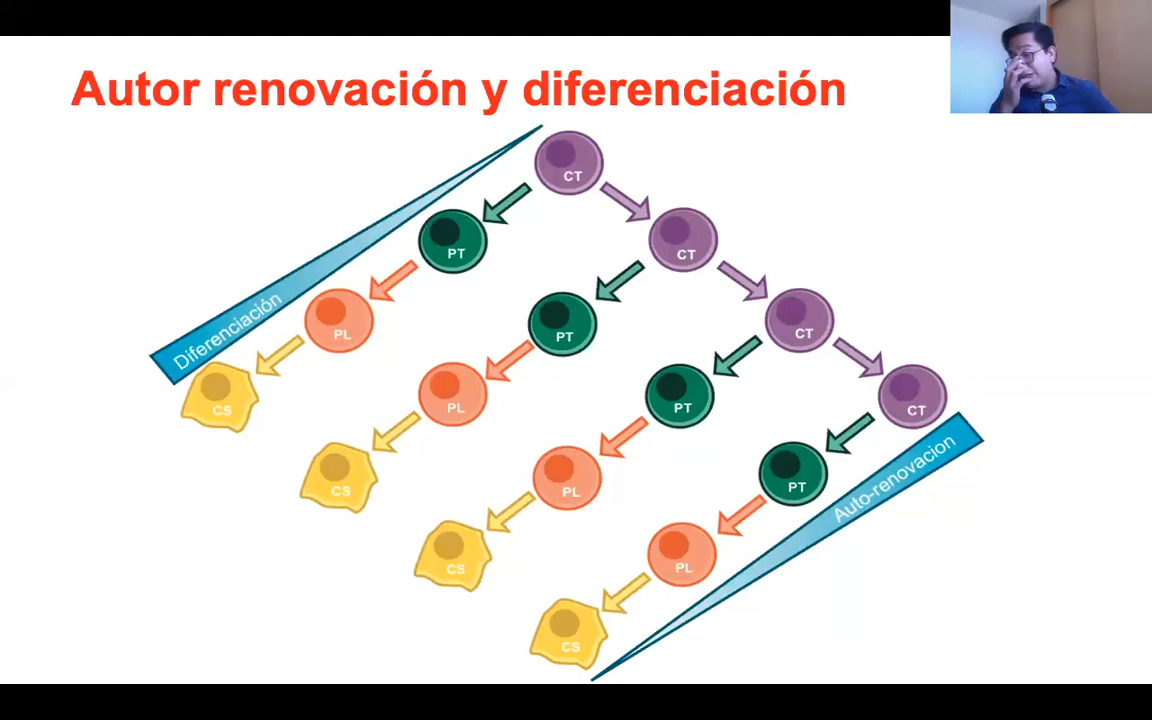 Autor renovación y diferenciación
CT
PT
CT
Diferenciación
PL
PT
CT
CS
PL
PT
CT
CS
PL
PT
Auto-renovacion
CS
PL
CS